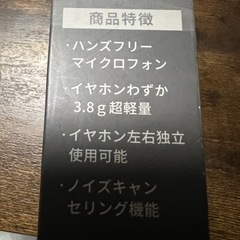 商品特徴
・ハンズフリー
マイクロフォン
・イヤホンわずか
3.8g超軽量
・イヤホン左右独立
使用可能
・ノイズキャン
セリング機能